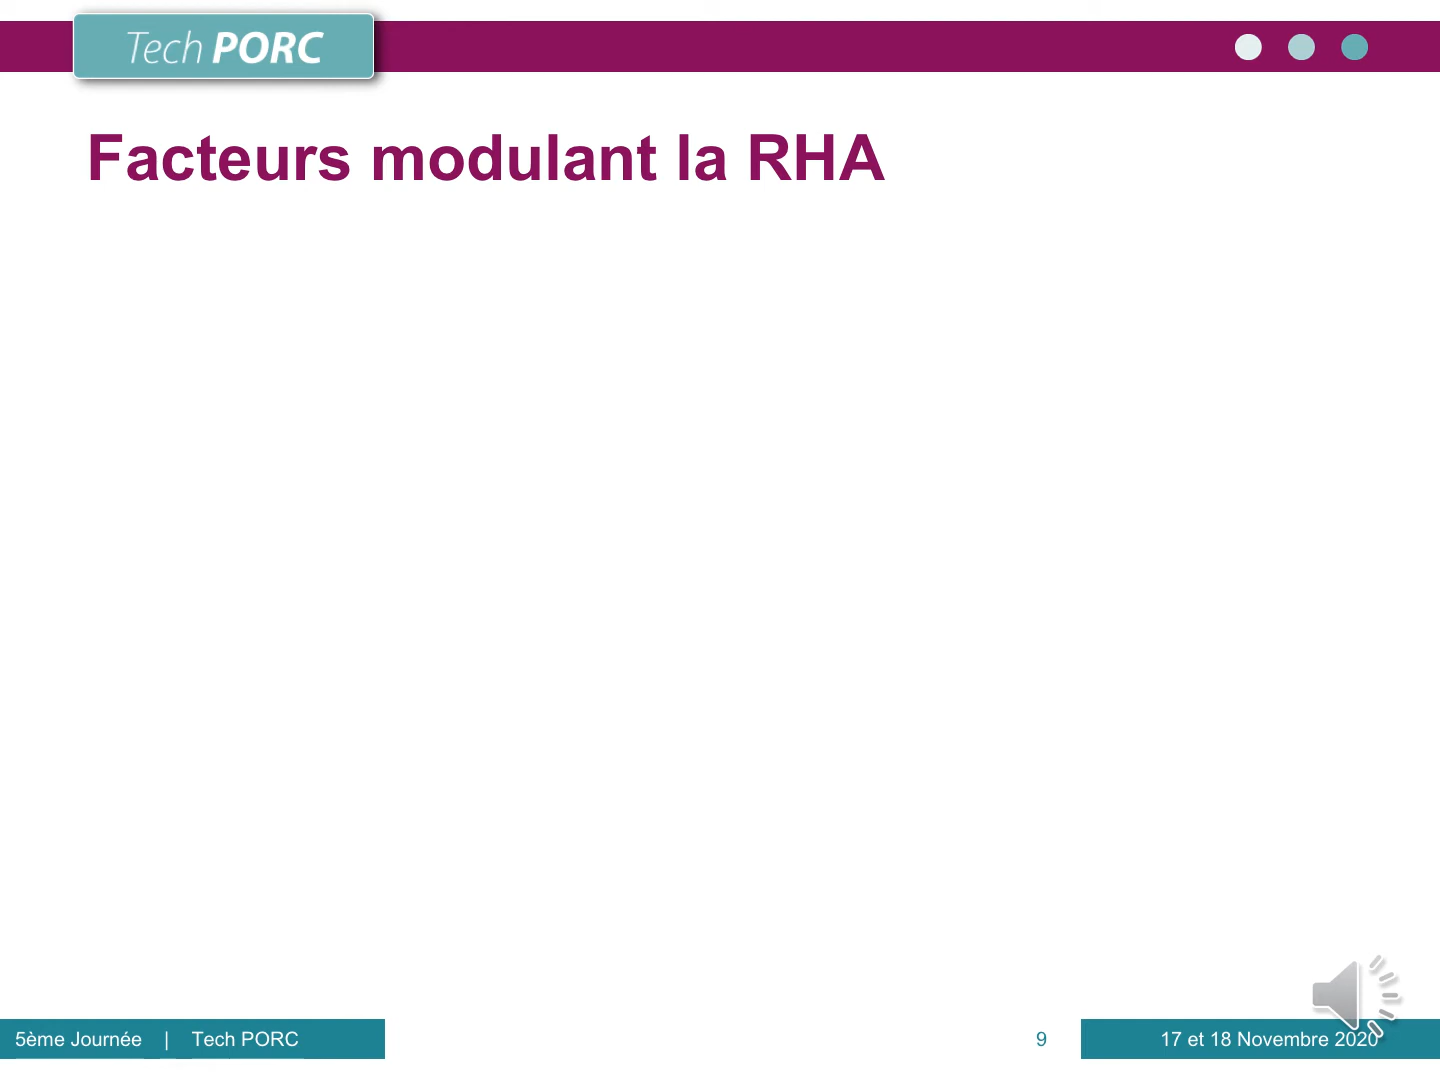 Tech PORC
Facteurs modulant la RHA
5ème Journée | Tech PORC
9
17 et 18 Novembre 2020